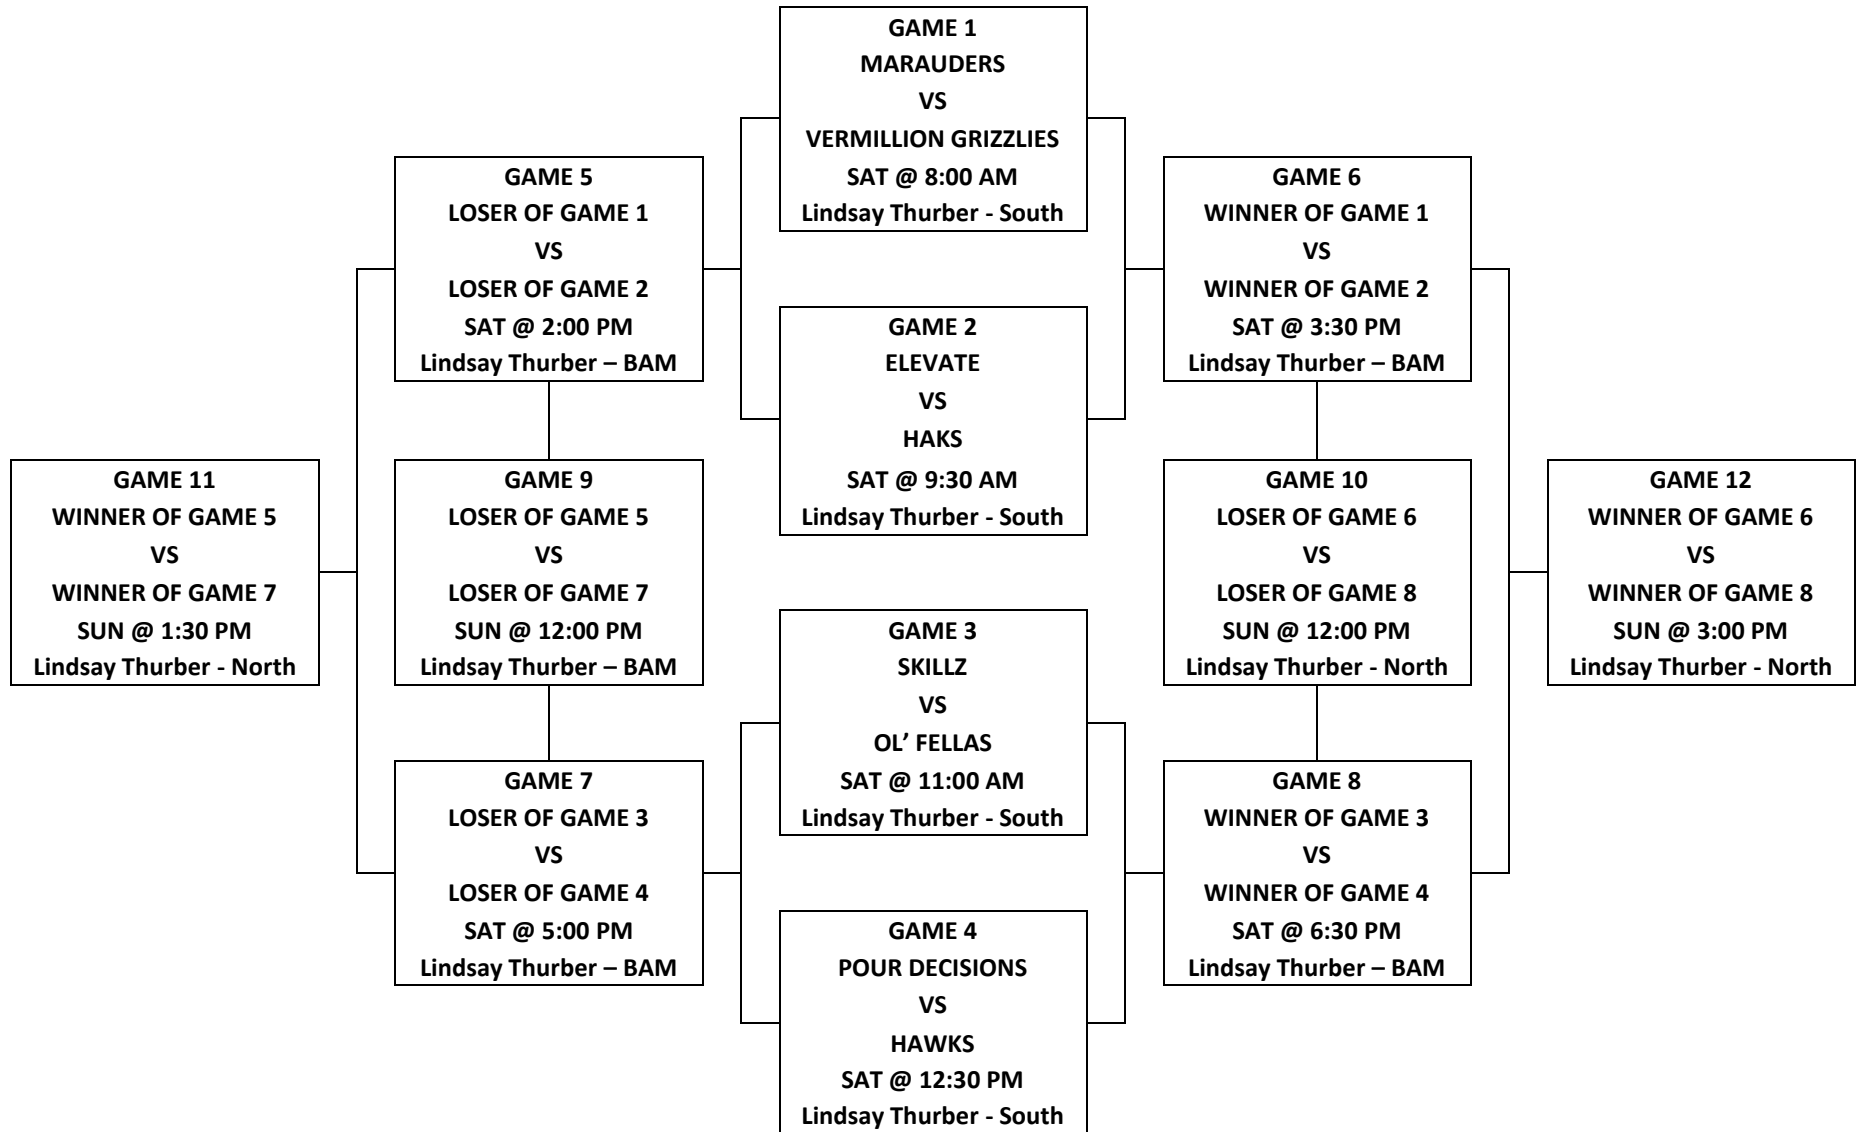 GAME 1
MARAUDERS
VS
VERMILLION GRIZZLIES
SAT @ 8:00 AM
Lindsay Thurber - South
GAME 5
LOSER OF GAME 1
VS
LOSER OF GAME 2
SAT @ 2:00 PM
Lindsay Thurber – BAM
GAME 6
WINNER OF GAME 1
VS
WINNER OF GAME 2
SAT @ 3:30 PM
Lindsay Thurber – BAM
GAME 2
ELEVATE
VS
HAKS
SAT @ 9:30 AM
Lindsay Thurber - South
GAME 11
WINNER OF GAME 5
VS
WINNER OF GAME 7
SUN @ 1:30 PM
Lindsay Thurber - North
GAME 9
LOSER OF GAME 5
VS
LOSER OF GAME 7
SUN @ 12:00 PM
Lindsay Thurber – BAM
GAME 10
LOSER OF GAME 6
VS
LOSER OF GAME 8
SUN @ 12:00 PM
Lindsay Thurber - North
GAME 12
WINNER OF GAME 6
VS
WINNER OF GAME 8
SUN @ 3:00 PM
Lindsay Thurber - North
GAME 3
SKILLZ
VS
OL’ FELLAS
SAT @ 11:00 AM
Lindsay Thurber - South
GAME 7
LOSER OF GAME 3
VS
LOSER OF GAME 4
SAT @ 5:00 PM
Lindsay Thurber – BAM
GAME 8
WINNER OF GAME 3
VS
WINNER OF GAME 4
SAT @ 6:30 PM
Lindsay Thurber – BAM
GAME 4
POUR DECISIONS
VS
HAWKS
SAT @ 12:30 PM
Lindsay Thurber - South